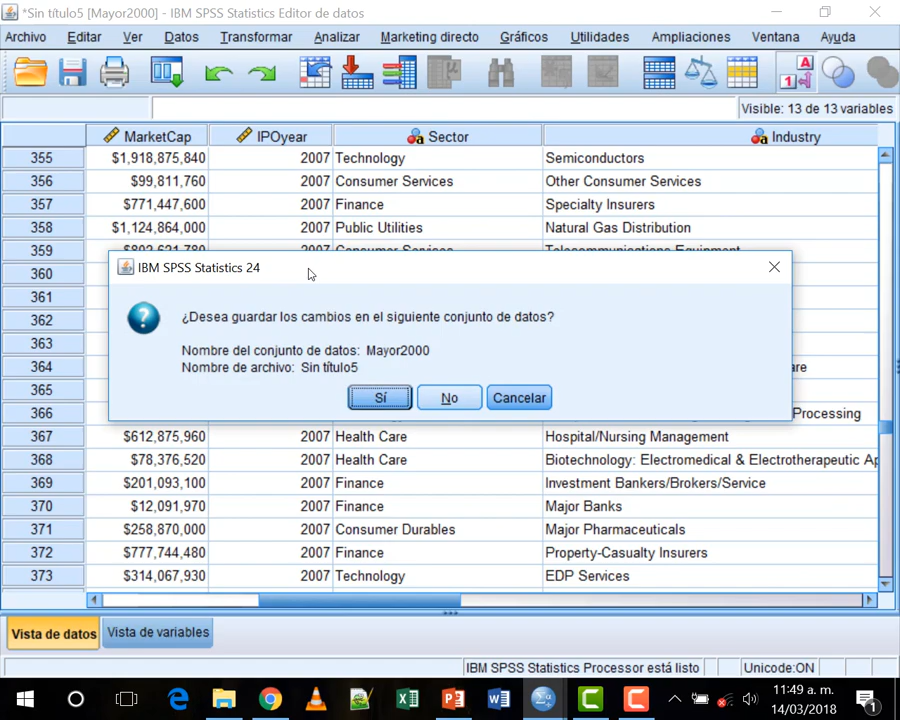 *Sin título5 [Mayor2000] - IBM SPSS Statistics Editor de datos
Archivo Editar Ver Datos Transformar Analizar Marketing directo Gráficos Utilidades Ampliaciones Ventana Ayuda
Visible: 13 de 13 variables
MarketCap IPOyear Sector Industry
355 $1,918,875,840 2007 Technology Semiconductors
356 $99,811,760 2007 Consumer Services Other Consumer Services
357 $771,447,600 2007 Finance Specialty Insurers
358 $1,124,864,000 2007 Public Utilities Natural Gas Distribution
359
360
IBM SPSS Statistics 24
361
362
¿Desea guardar los cambios en el siguiente conjunto de datos?
363
Nombre del conjunto de datos: Mayor2000
364
Nombre de archivo: Sin título5
365
Sí No Cancelar
366 Processing
367 $612,875,960 2007 Health Care Hospital/Nursing Management
368 $78,376,520 2007 Health Care Biotechnology: Electromedical & Electrotherapeutic Ap
369 $201,093,100 2007 Finance Investment Bankers/Brokers/Service
370 $12,091,970 2007 Finance Major Banks
371 $258,870,000 2007 Consumer Durables Major Pharmaceuticals
372 $777,744,480 2007 Finance Property-Casualty Insurers
373 $314,067,930 2007 Technology EDP Services
Vista de datos Vista de variables
IBM SPSS Statistics Processor está listo Unicode:ON
11:49 a. m.
14/03/2018
1